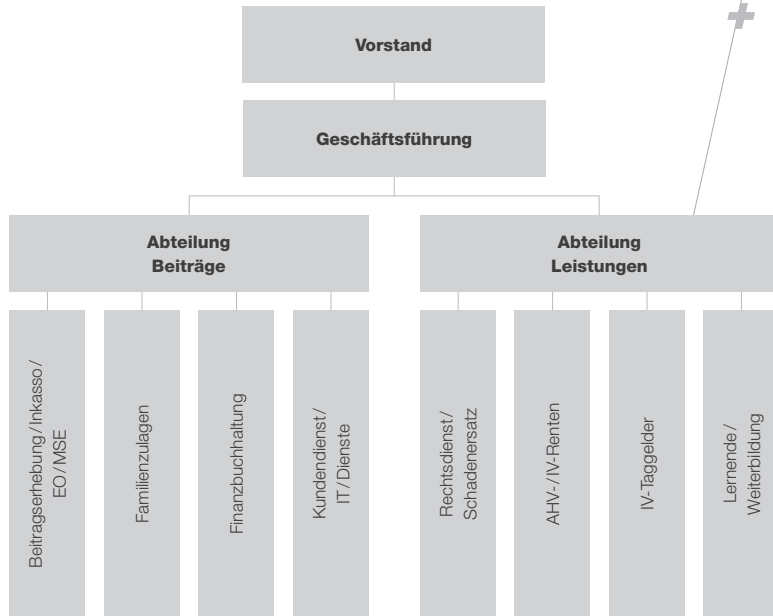 Vorstand
Geschäftsführung
Abteilung
Beiträge
Abteilung
Leistungen
Beitragserhebung / Inkasso /
EO / MSE
Familienzulagen
Finanzbuchhaltung
Kundendienst /
IT / Dienste
Rechtsdienst /
Schadenersatz
AHV- / IV-Renten
IV-Taggelder
Lernende /
Weiterbildung